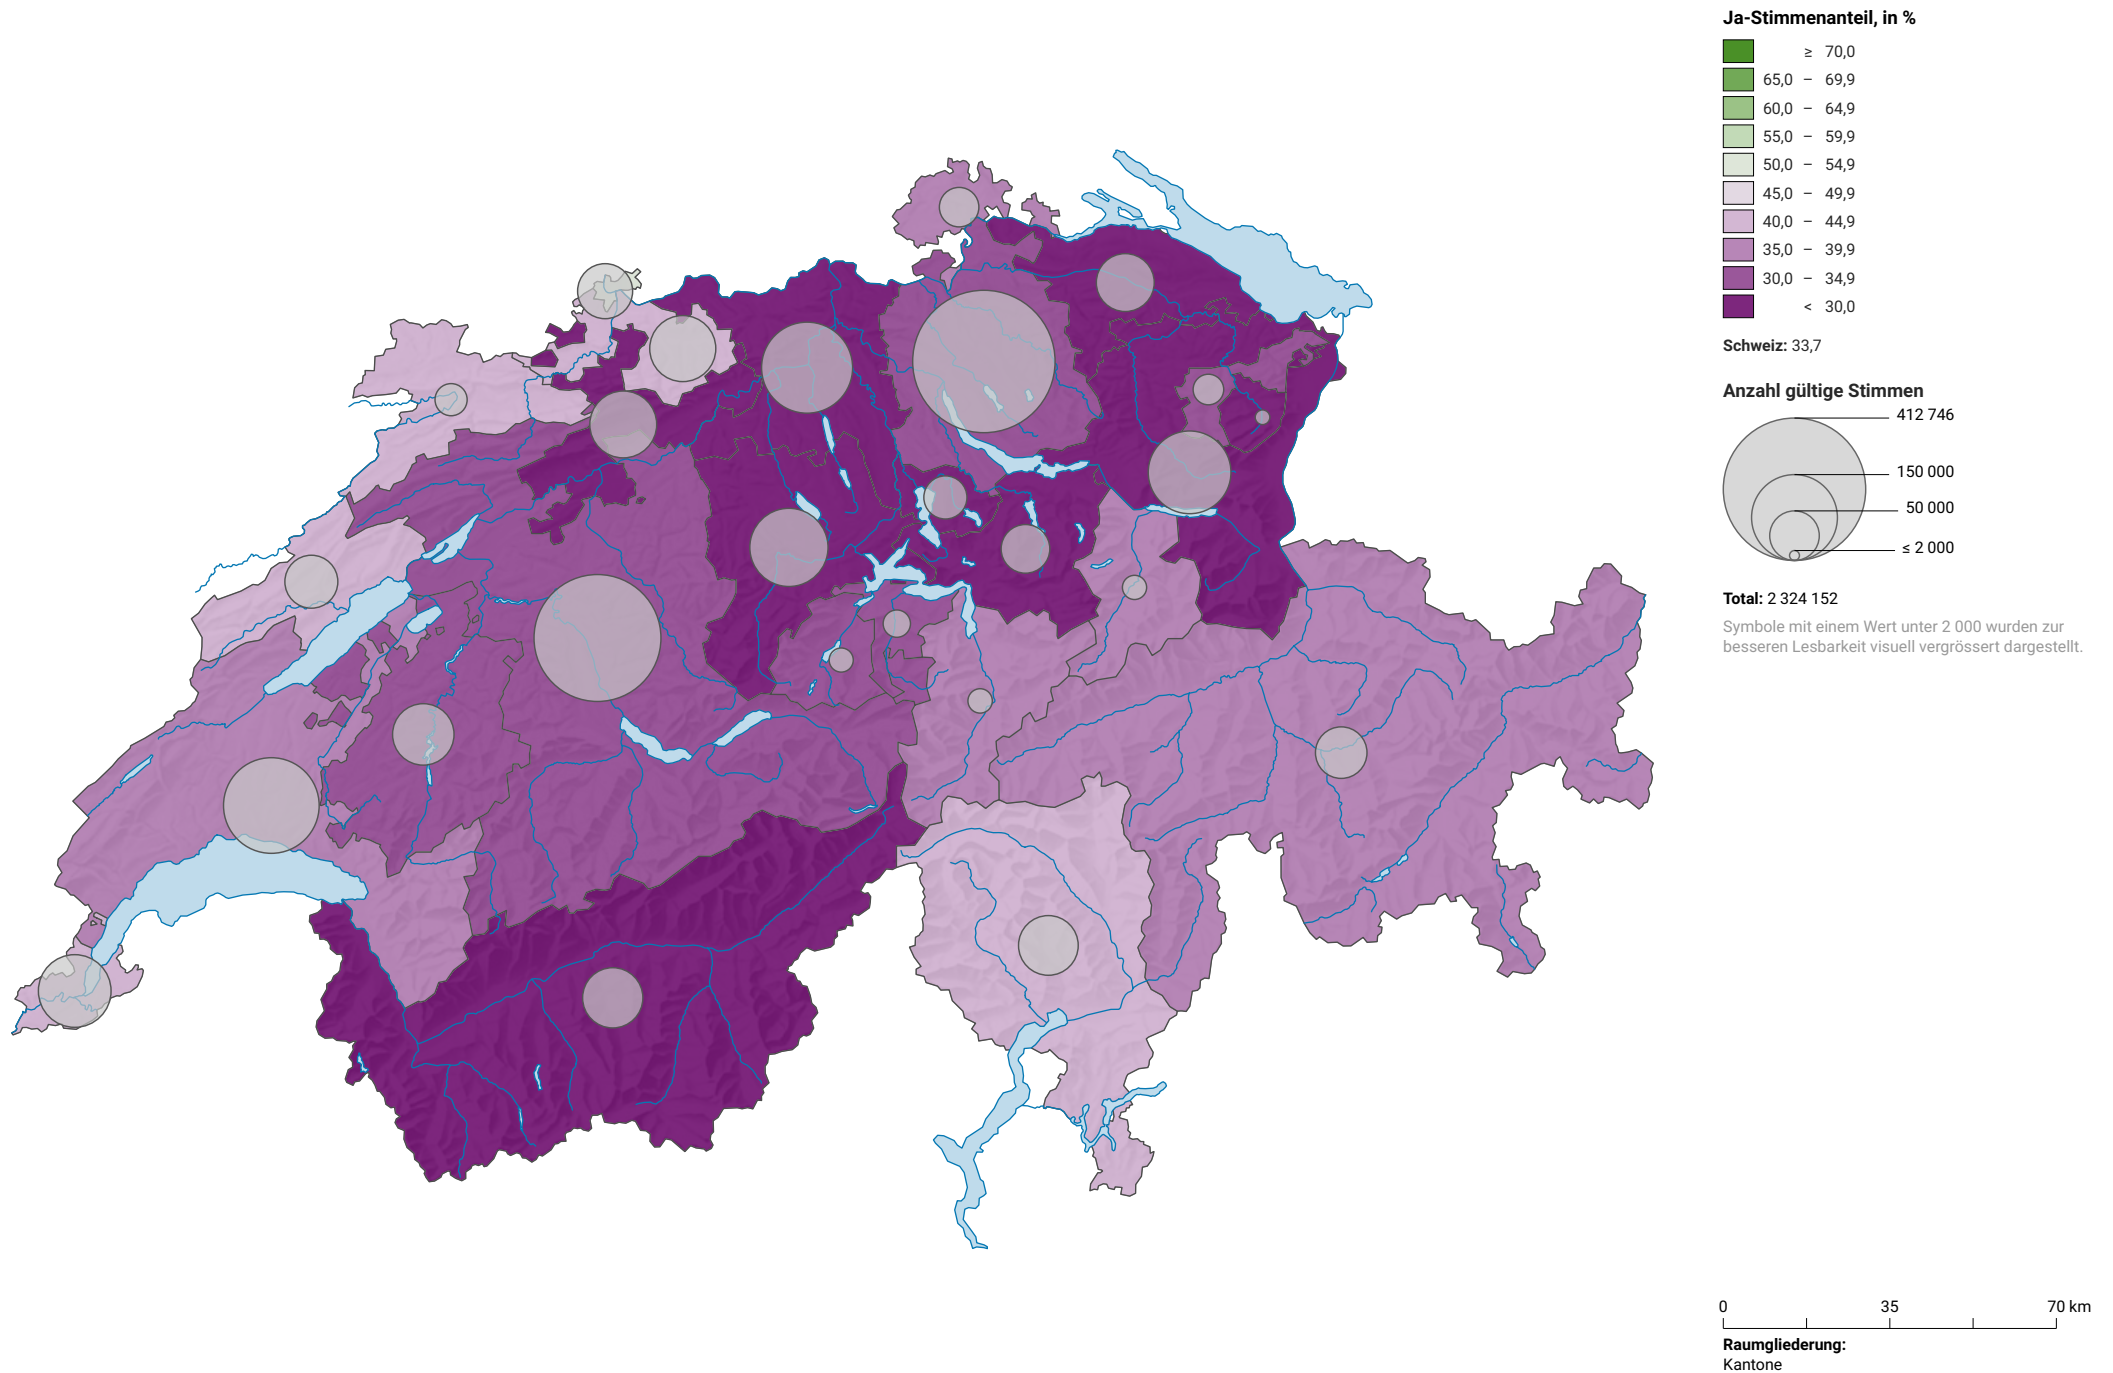 Ja-Stimmenanteil, in %
≥ 70,0
65,0 – 69,9
60,0 – 64,9
55,0 – 59,9
50,0 – 54,9
45,0 – 49,9
40,0 – 44,9
35,0 – 39,9
30,0 – 34,9
< 30,0
Schweiz: 33,7
Anzahl gültige Stimmen
412 746
150 000
50 000
≤ 2 000
Total: 2 324 152
Symbole mit einem Wert unter 2 000 wurden zur
besseren Lesbarkeit visuell vergrössert dargestellt.
0 35 70 km
Raumgliederung:
Kantone